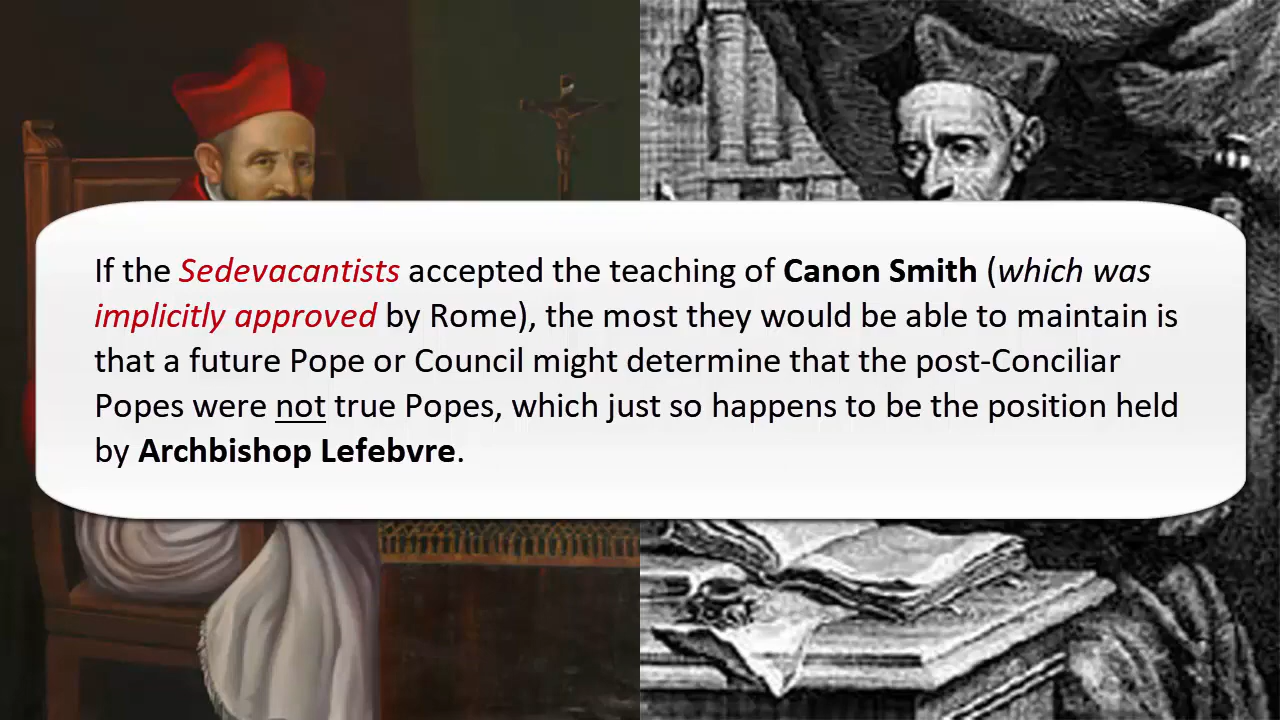 If the Sedevacantists accepted the teaching of Canon Smith (which was
implicitly approved by Rome), the most they would be able to maintain is
that a future Pope or Council might determine that the post-Conciliar
Popes were not true Popes, which just so happens to be the position held
by Archbishop Lefebvre.